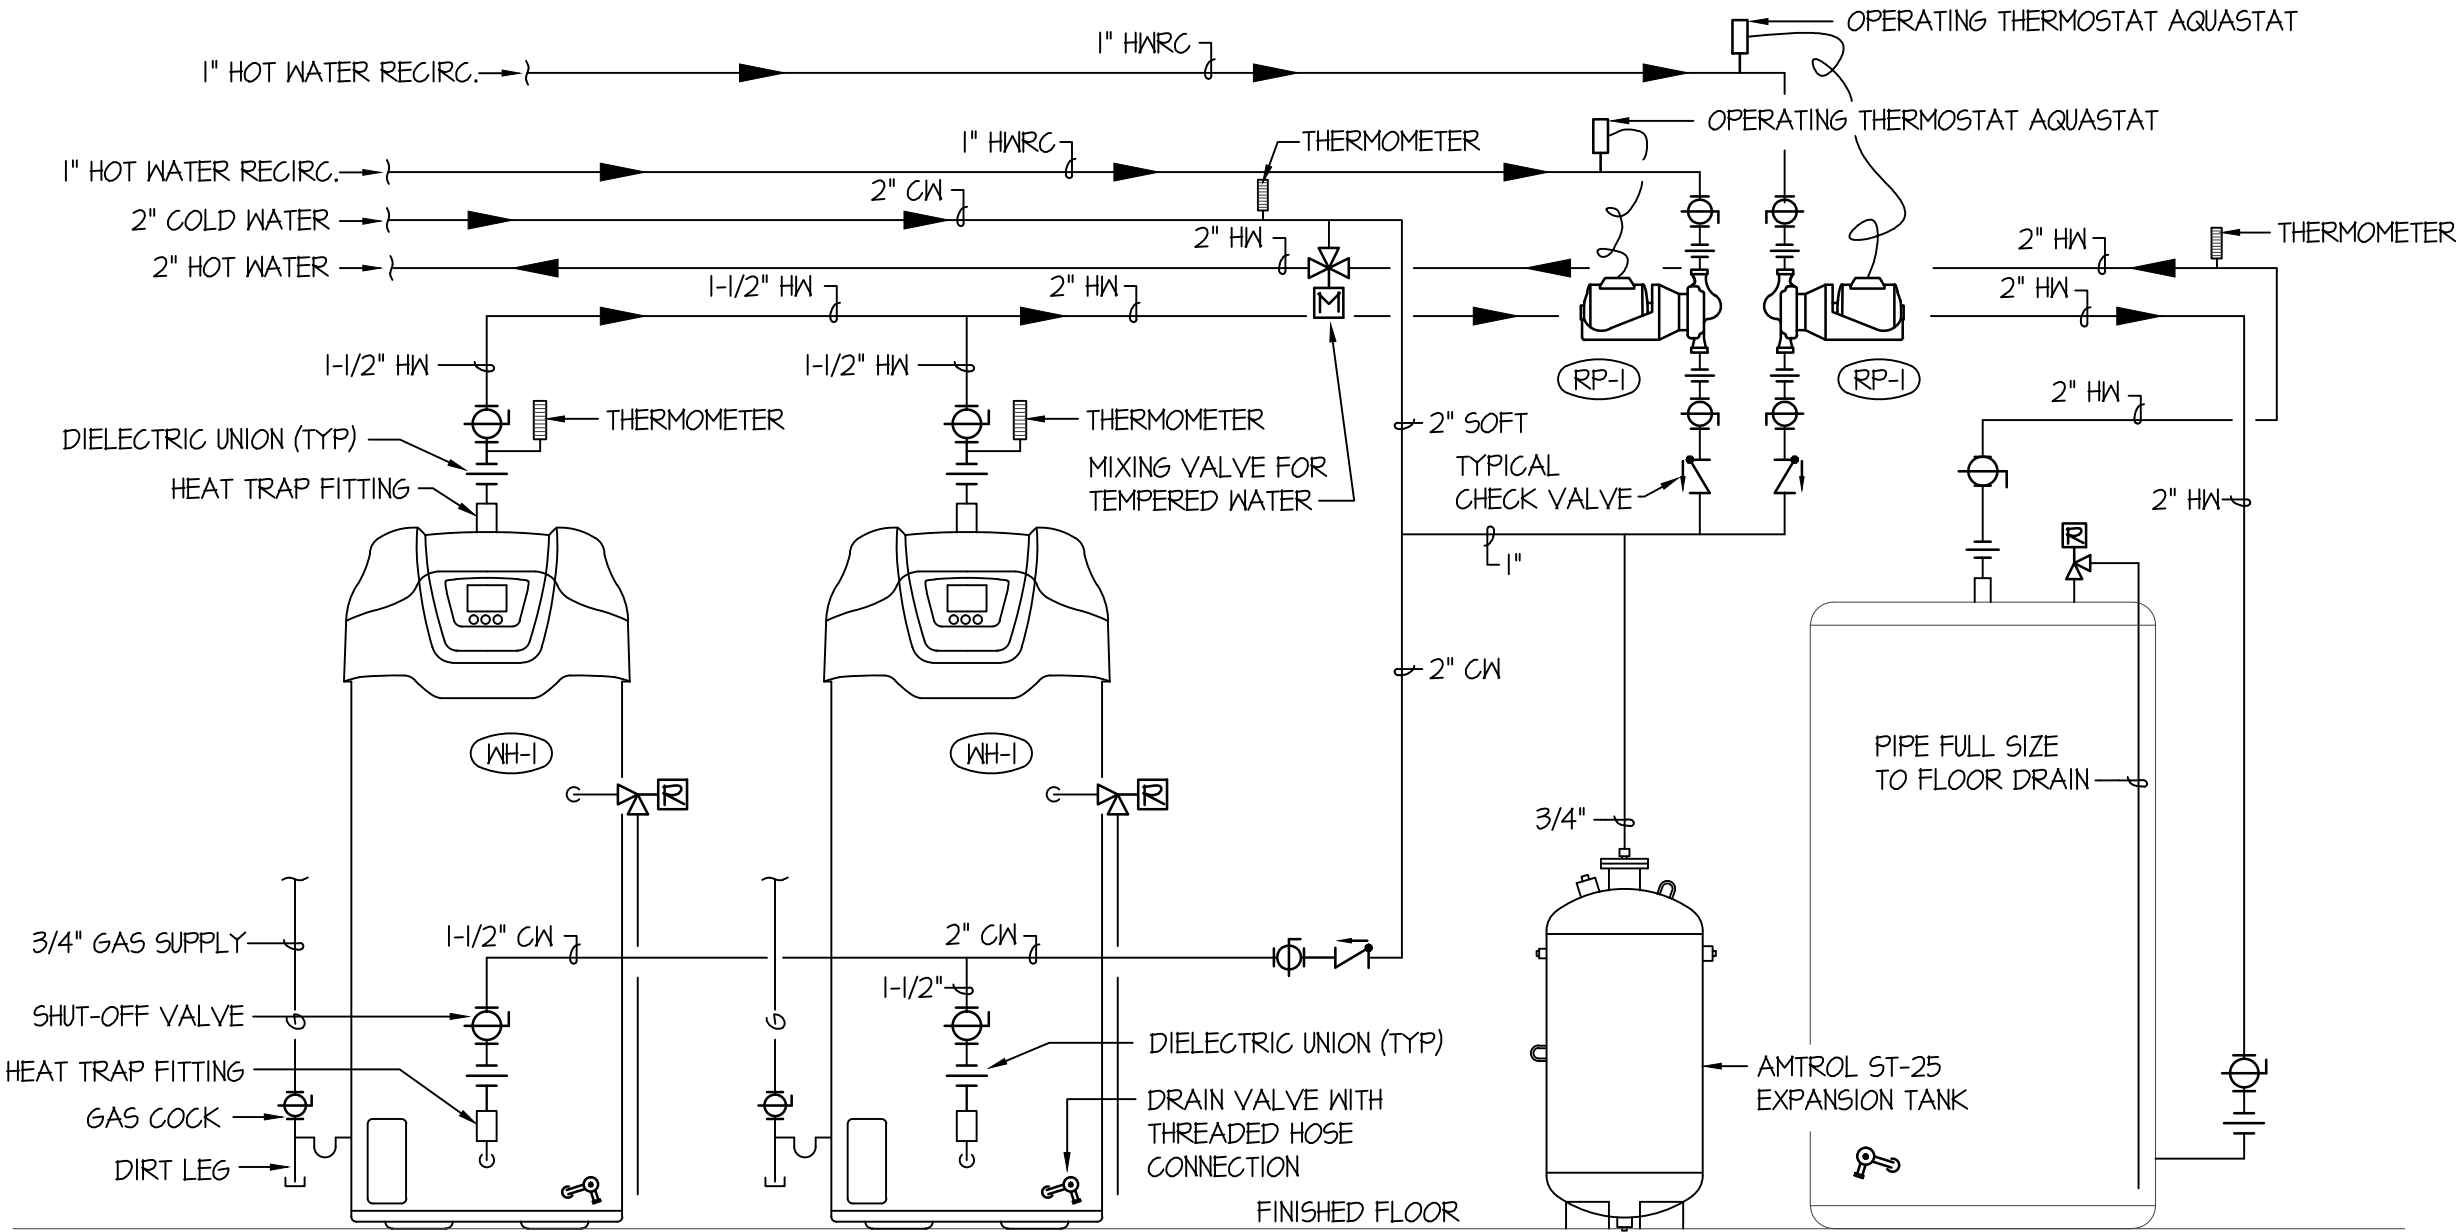 OPERATING THERMOSTAT AQUASTAT
1" HWRC
1" HOT WATER RECIRC.
OPERATING THERMOSTAT AQUASTAT
1" HWRC
THERMOMETER
1" HOT WATER RECIRC.
2" CW
2" COLD WATER
2" HW
2" HW
THERMOMETER
2" HOT WATER
1-1/2" HW
2" HW
2" HW
M
1-1/2" HW
1-1/2" HW
RP-1
RP-1
2" HW
THERMOMETER
THERMOMETER
2" SOFT
DIELECTRIC UNION (TYP)
MIXING VALVE FOR
TEMPERED WATER
TYPICAL
CHECK VALVE
HEAT TRAP FITTING
2" HW
R
1"
2" CW
WH-1
WH-1
PIPE FULL SIZE
TO FLOOR DRAIN
R
R
3/4"
3/4" GAS SUPPLY
1-1/2" CW
2" CW
1-1/2"
SHUT-OFF VALVE
G
G
DIELECTRIC UNION (TYP)
HEAT TRAP FITTING
AMTROL ST-25
EXPANSION TANK
GAS COCK
DRAIN VALVE WITH
THREADED HOSE
CONNECTION
DIRT LEG
FINISHED FLOOR